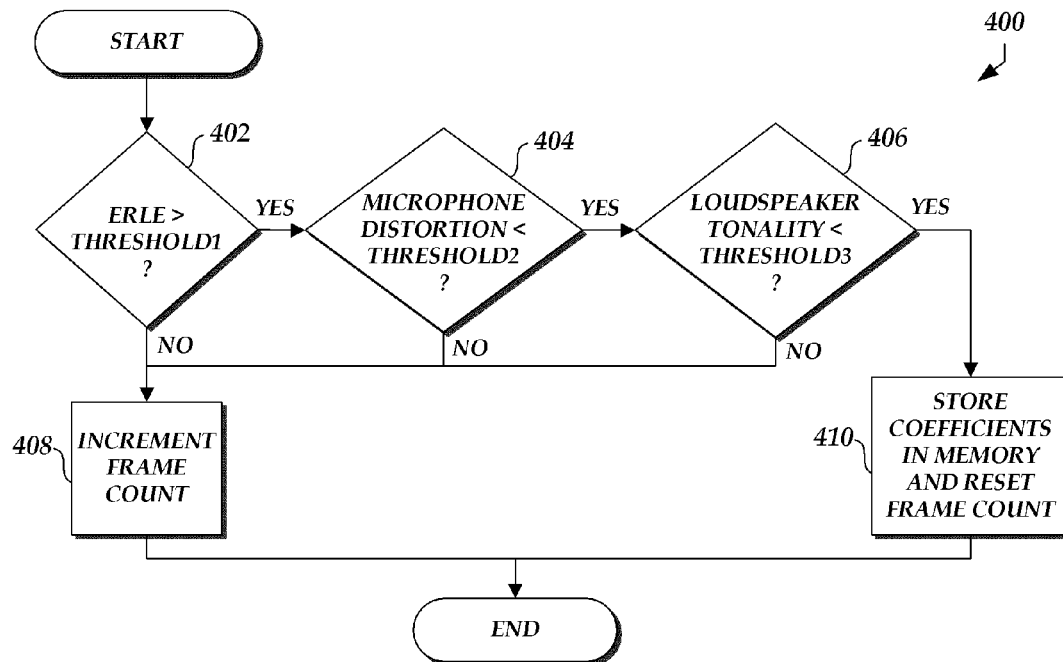 START
400
402
ERLE >
THRESHOLD1
?
YES
NO
404
MICROPHONE
DISTORTION <
THRESHOLD2
?
YES
NO
406
LOUDSPEAKER
TONALITY <
THRESHOLD3
?
YES
NO
408
INCREMENT
FRAME
COUNT
410
STORE
COEFFICIENTS
IN MEMORY
AND RESET
FRAME COUNT
END